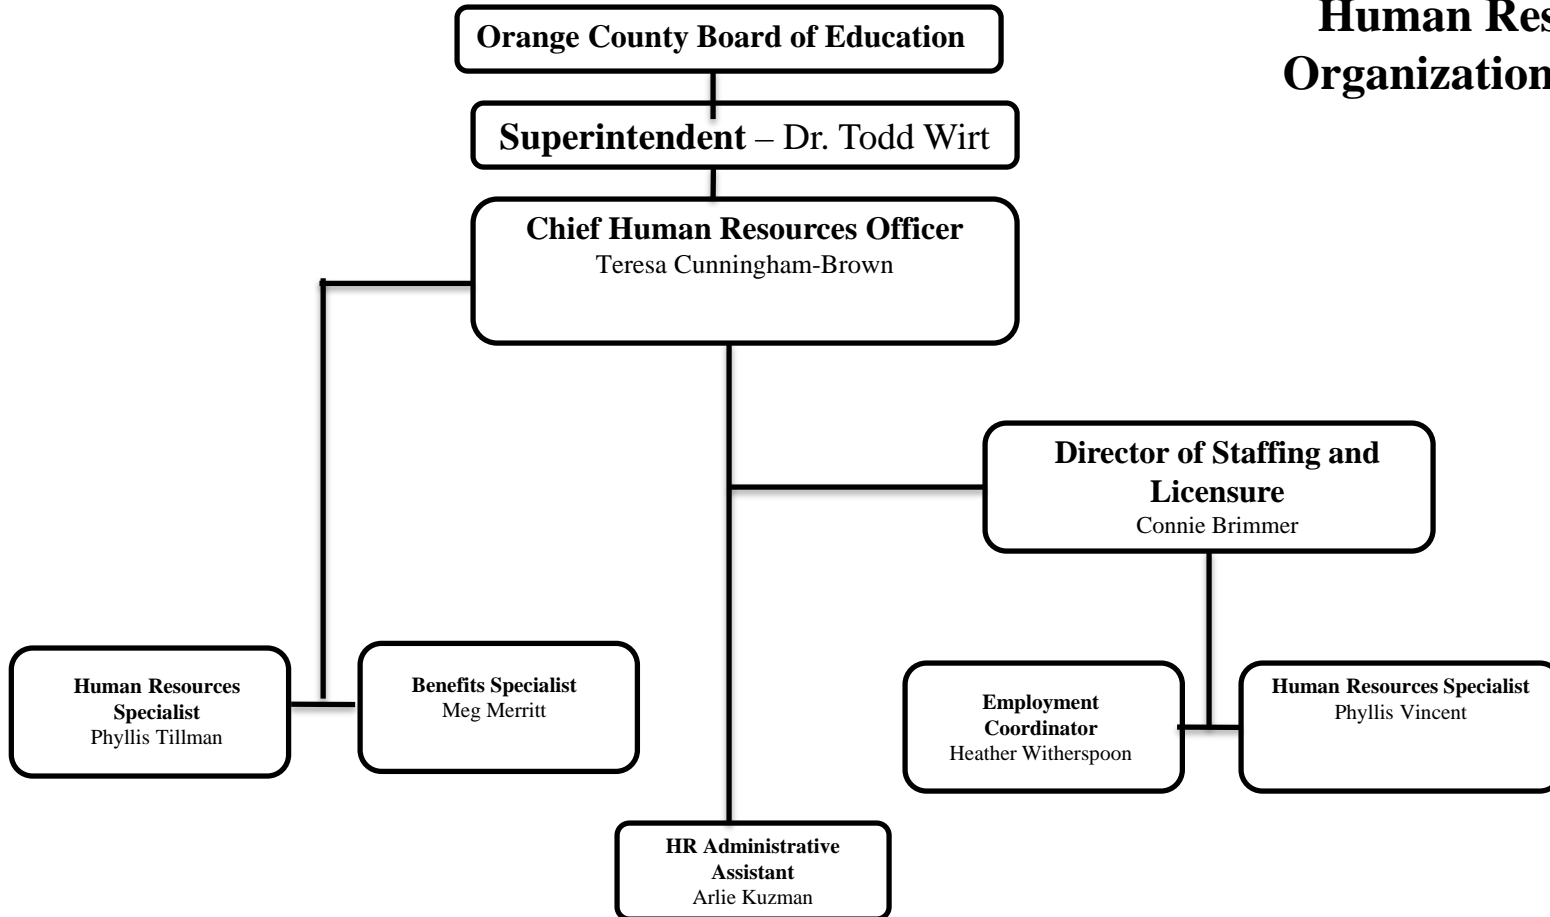 Human Res
Organization
Orange County Board of Education
Superintendent – Dr. Todd Wirt
Chief Human Resources Officer
Teresa Cunningham-Brown
Director of Staffing and
Licensure
Connie Brimmer
Human Resources
Specialist
Phyllis Tillman
Benefits Specialist
Meg Merritt
Employment
Coordinator
Heather Witherspoon
Human Resources Specialist
Phyllis Vincent
HR Administrative
Assistant
Arlie Kuzman